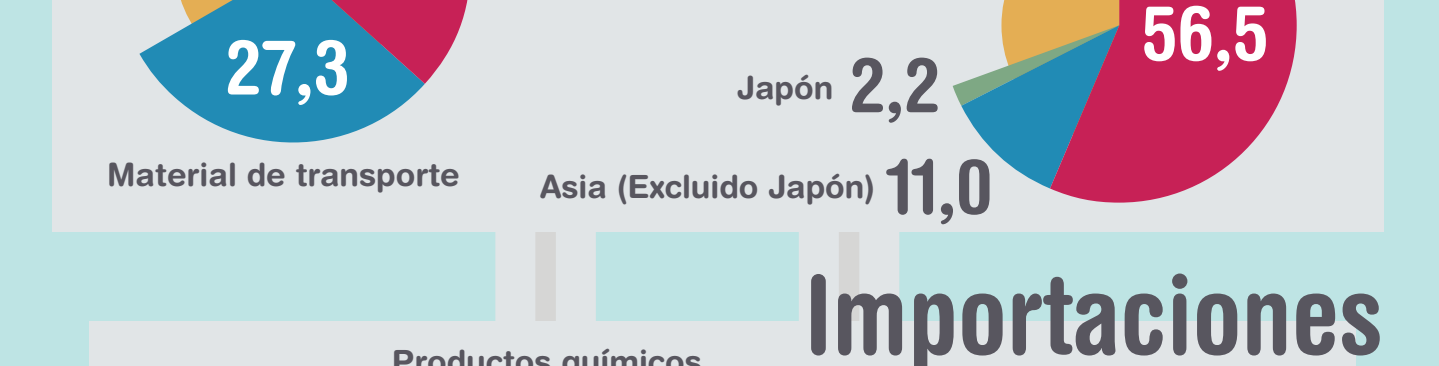 27,3
Material de transporte
56,5
Japón 2,2
Asia (Excluido Japón) 11,0
Importaciones
Productos químicos